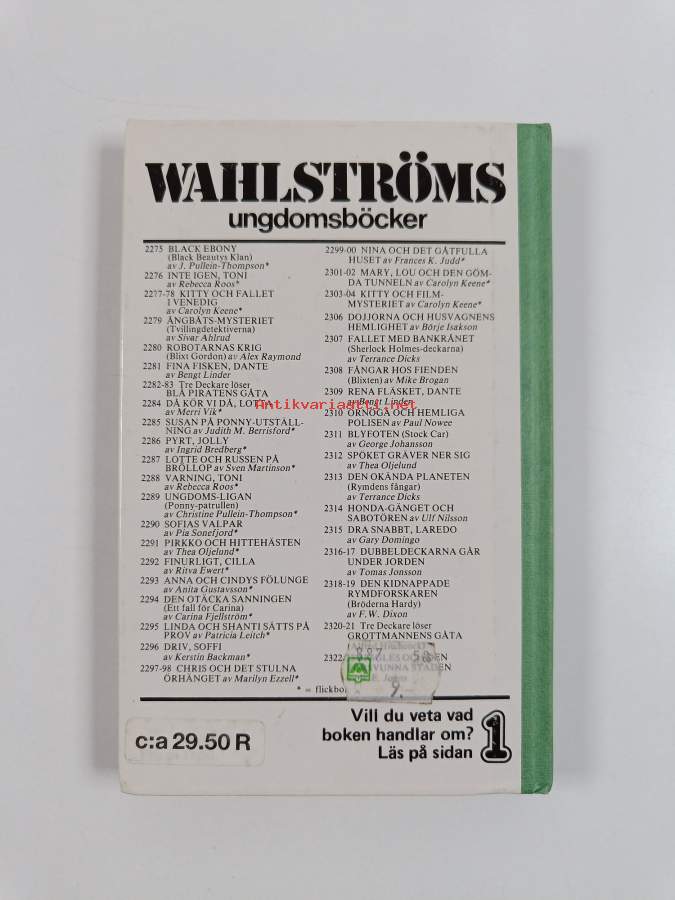 WAHLSTRÖMS
ungdomsböcker
2275 BLACK EBONY
(Black Beautys Klan)
av J. Pullein-Thompson*
2276 INTE IGEN, TONI
av Rebecca Roos*
2277-78 KITTY OCH FALLET
I VENEDIG
av Carolyn Keene*
2279 ÅNGBÅTS-MYSTERIET
(Tvillingdetektiverna)
av Sivar Ahlrud
2280 ROBOTARNAS KRIG
(Blixt Gordon) av Alex Raymond
2281 FINA FISKEN, DANTE
av Bengt Linder
2282-83 Tre Deckare löser
BLÅ PIRATENS GÅTA
2284 DÅ KÖR VI DÅ, LOTTA
av Merri Vik*
2285 SUSAN PÅ PONNY-UTSTÄLL-
NING av Judith M. Berrisford*
2286 PYRT, JOLLY
av Ingrid Bredberg*
2287 LOTTE OCH RUSSEN PÅ
BRÖLLOP av Sven Martinson*
2288 VARNING, TONI
av Rebecca Roos*
2289 UNGDOMS-LIGAN
(Ponny-patrullen)
av Christine Pullein-Thompson*
2290 SOFIAS VALPAR
av Pia Sonefjord*
2291 PIRKKO OCH HITTEHÄSTEN
av Thea Oljelund*
2292 FINURLIGT, CILLA
av Ritva Ewert*
2293 ANNA OCH CINDYS FÖLUNGE
av Anita Gustavsson*
2294 DEN OTÄCKA SANNINGEN
(Ett fall för Carina)
av Carina Fjellström*
2295 LINDA OCH SHANTI SÄTTS PÅ
PROV av Patricia Leitch*
2296 DRIV, SOFFI
av Kerstin Backman*
2297-98 CHRIS OCH DET STULNA
ÖRHÄNGET av Marilyn Ezzell*
2299-00 NINA OCH DET GÅTFULLA
HUSET av Frances K. Judd*
2301-02 MARY, LOU OCH DEN GÖM-
DA TUNNELN av Carolyn Keene*
2303-04 KITTY OCH FILM-
MYSTERIET av Carolyn Keene*
2306 DOJJORNA OCH HUSVAGNENS
HEMLIGHET av Börje Isakson
2307 FALLET MED BANKRÅNET
(Sherlock Holmes-deckarna)
av Terrance Dicks
2308 FÅNGAR HOS FIENDEN
(Blixten) av Mike Brogan
2309 RENA FLÄSKET, DANTE
av Bengt Linder
2310 ÖRNÖGA OCH HEMLIGA
POLISEN av Paul Nowee
2311 BLYFOTEN (Stock Car)
av George Johansson
2312 SPÖKET GRÄVER NER SIG
av Thea Oljelund
2313 DEN OKÄNDA PLANETEN
(Rymdens fångar)
av Terrance Dicks
2314 HONDA-GÄNGET OCH
SABOTÖREN av Ulf Nilsson
2315 DRA SNABBT, LAREDO
av Gary Domingo
2316-17 DUBBELDECKARNA GÅR
UNDER JORDEN
av Tomas Jonsson
2318-19 DEN KIDNAPPADE
RYMDFORSKAREN
(Bröderna Hardy)
av F.W. Dixon
2320-21 Tre Deckare löser
GROTTMANNENS GÅTA
887
9.-
Antikvariaatti.net
Vill du veta vad
boken handlar om?
Läs på sidan 1
c:a 29.50 R